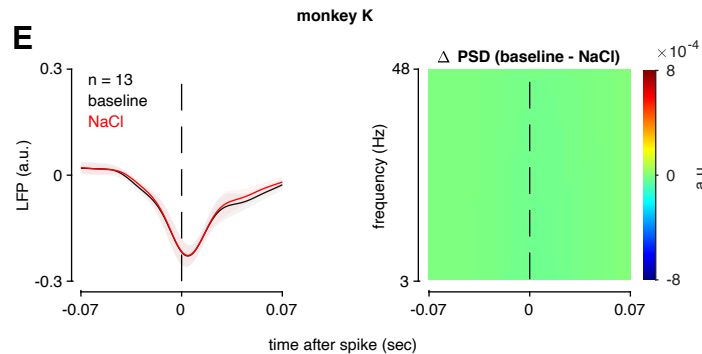 monkey K
E
n = 13
baseline
NaCl
LFP (a.u.)
0.3
0
-0.3
-0.07
0
0.07
Δ PSD (baseline - NaCl)
frequency (Hz)
48
3
-0.07
0
0.07
×10-4
8
0
-8
a.u
time after spike (sec)